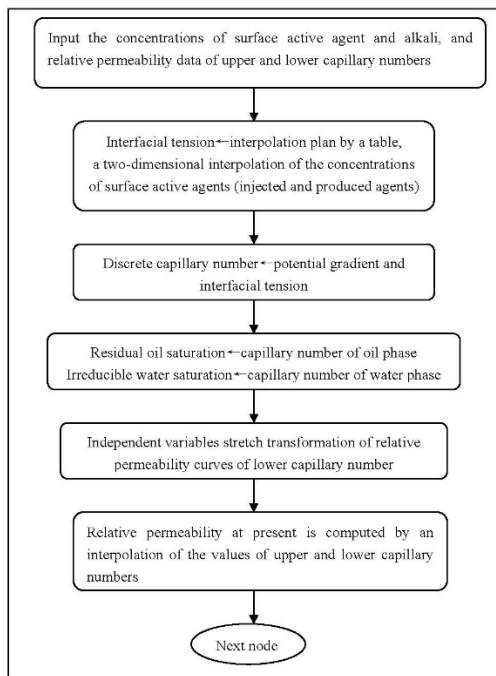 Input the concentrations of surface active agent and alkali, and
relative permeability data of upper and lower capillary numbers
Interfacial tension←interpolation plan by a table,
a two-dimensional interpolation of the concentrations
of surface active agents (injected and produced agents)
Discrete capillary number←potential gradient and
interfacial tension
Residual oil saturation←capillary number of oil phase
Irreducible water saturation←capillary number of water phase
Independent variables stretch transformation of relative
permeability curves of lower capillary number
Relative permeability at present is computed by an
interpolation of the values of upper and lower capillary
numbers
Next node